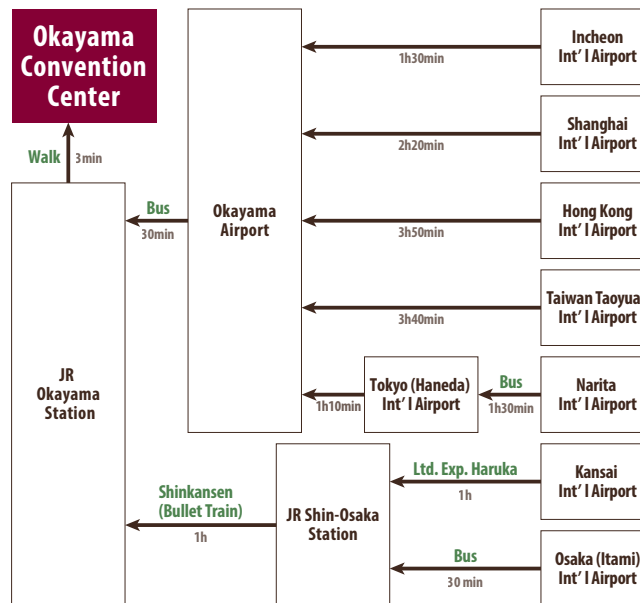 Okayama
Convention
Center
Walk
3min
JR
Okayama
Station
Bus
30min
Okayama
Airport
1h30min
Incheon
Int' l Airport
2h20min
Shanghai
Int' l Airport
3h50min
Hong Kong
Int' l Airport
3h40min
Taiwan Taoyua
Int' l Airport
1h10min
Tokyo (Haneda)
Int' l Airport
Bus
1h30min
Narita
Int' l Airport
Shinkansen
(Bullet Train)
1h
JR Shin-Osaka
Station
Ltd. Exp. Haruka
1h
Kansai
Int' l Airport
Bus
30 min
Osaka (Itami)
Int' l Airport